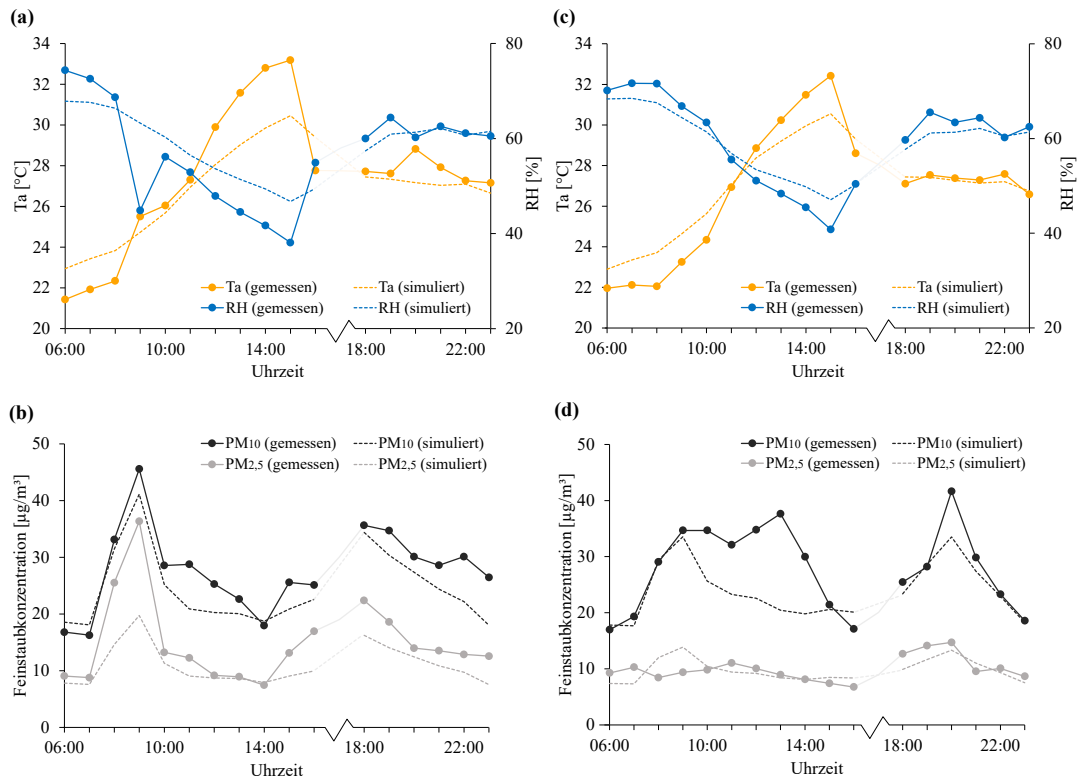 (a)
Ta [°C]
34
32
30
28
26
24
22
20
80
60
40
20
RH [%]
Ta (gemessen)
Ta (simuliert)
RH (gemessen)
RH (simuliert)
06:00 10:00 14:00 18:00 22:00
Uhrzeit
(c)
Ta [°C]
34
32
30
28
26
24
22
20
80
60
40
20
RH [%]
Ta (gemessen)
Ta (simuliert)
RH (gemessen)
RH (simuliert)
06:00 10:00 14:00 18:00 22:00
Uhrzeit
(b)
PM10 (gemessen)
PM10 (simuliert)
PM2,5 (gemessen)
PM2,5 (simuliert)
Feinstaubkonzentration [µg/m³]
50
40
30
20
10
0
06:00 10:00 14:00 18:00 22:00
Uhrzeit
(d)
PM10 (gemessen)
PM10 (simuliert)
PM2,5 (gemessen)
PM2,5 (simuliert)
Feinstaubkonzentration [µg/m³]
50
40
30
20
10
0
06:00 10:00 14:00 18:00 22:00
Uhrzeit